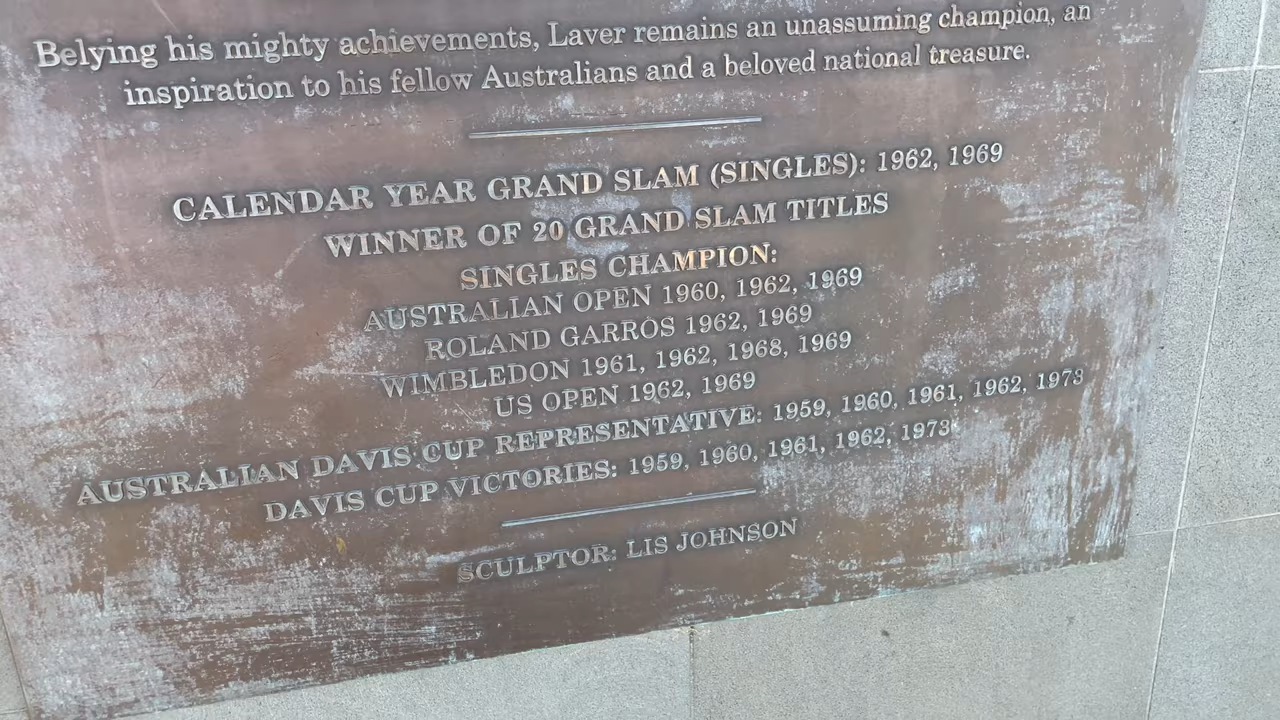 Belying his mighty achievements, Laver remains an unassuming champion, an
inspiration to his fellow Australians and a beloved national treasure.
CALENDAR YEAR GRAND SLAM (SINGLES): 1962, 1969
WINNER OF 20 GRAND SLAM TITLES
SINGLES CHAMPION:
AUSTRALIAN OPEN 1960, 1962, 1969
ROLAND GARROS 1962, 1969
WIMBLEDON 1961, 1962, 1968, 1969
US OPEN 1962, 1969
AUSTRALIAN DAVIS CUP REPRESENTATIVE: 1959, 1960, 1961, 1962, 1973
DAVIS CUP VICTORIES: 1959, 1960, 1961, 1962, 1973
SCULPTOR: LIS JOHNSON